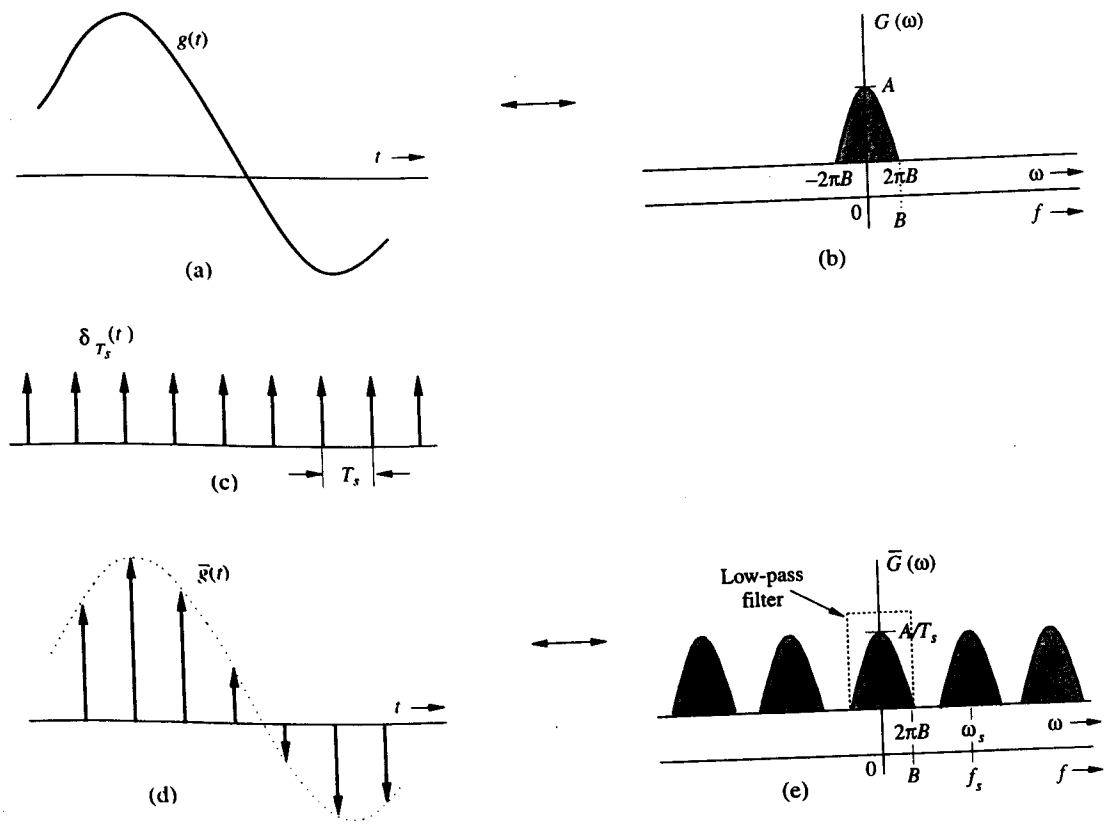 g(t)
t
(a)
G (ω)
A
−2πB
2πB
ω
0
B
f
(b)
δ_{T_s}(t)
T_s
(c)
g̅(t)
t
(d)
G̅ (ω)
Low-pass
filter
A/T_s
2πB
ω_s
ω
0
B
f_s
f
(e)